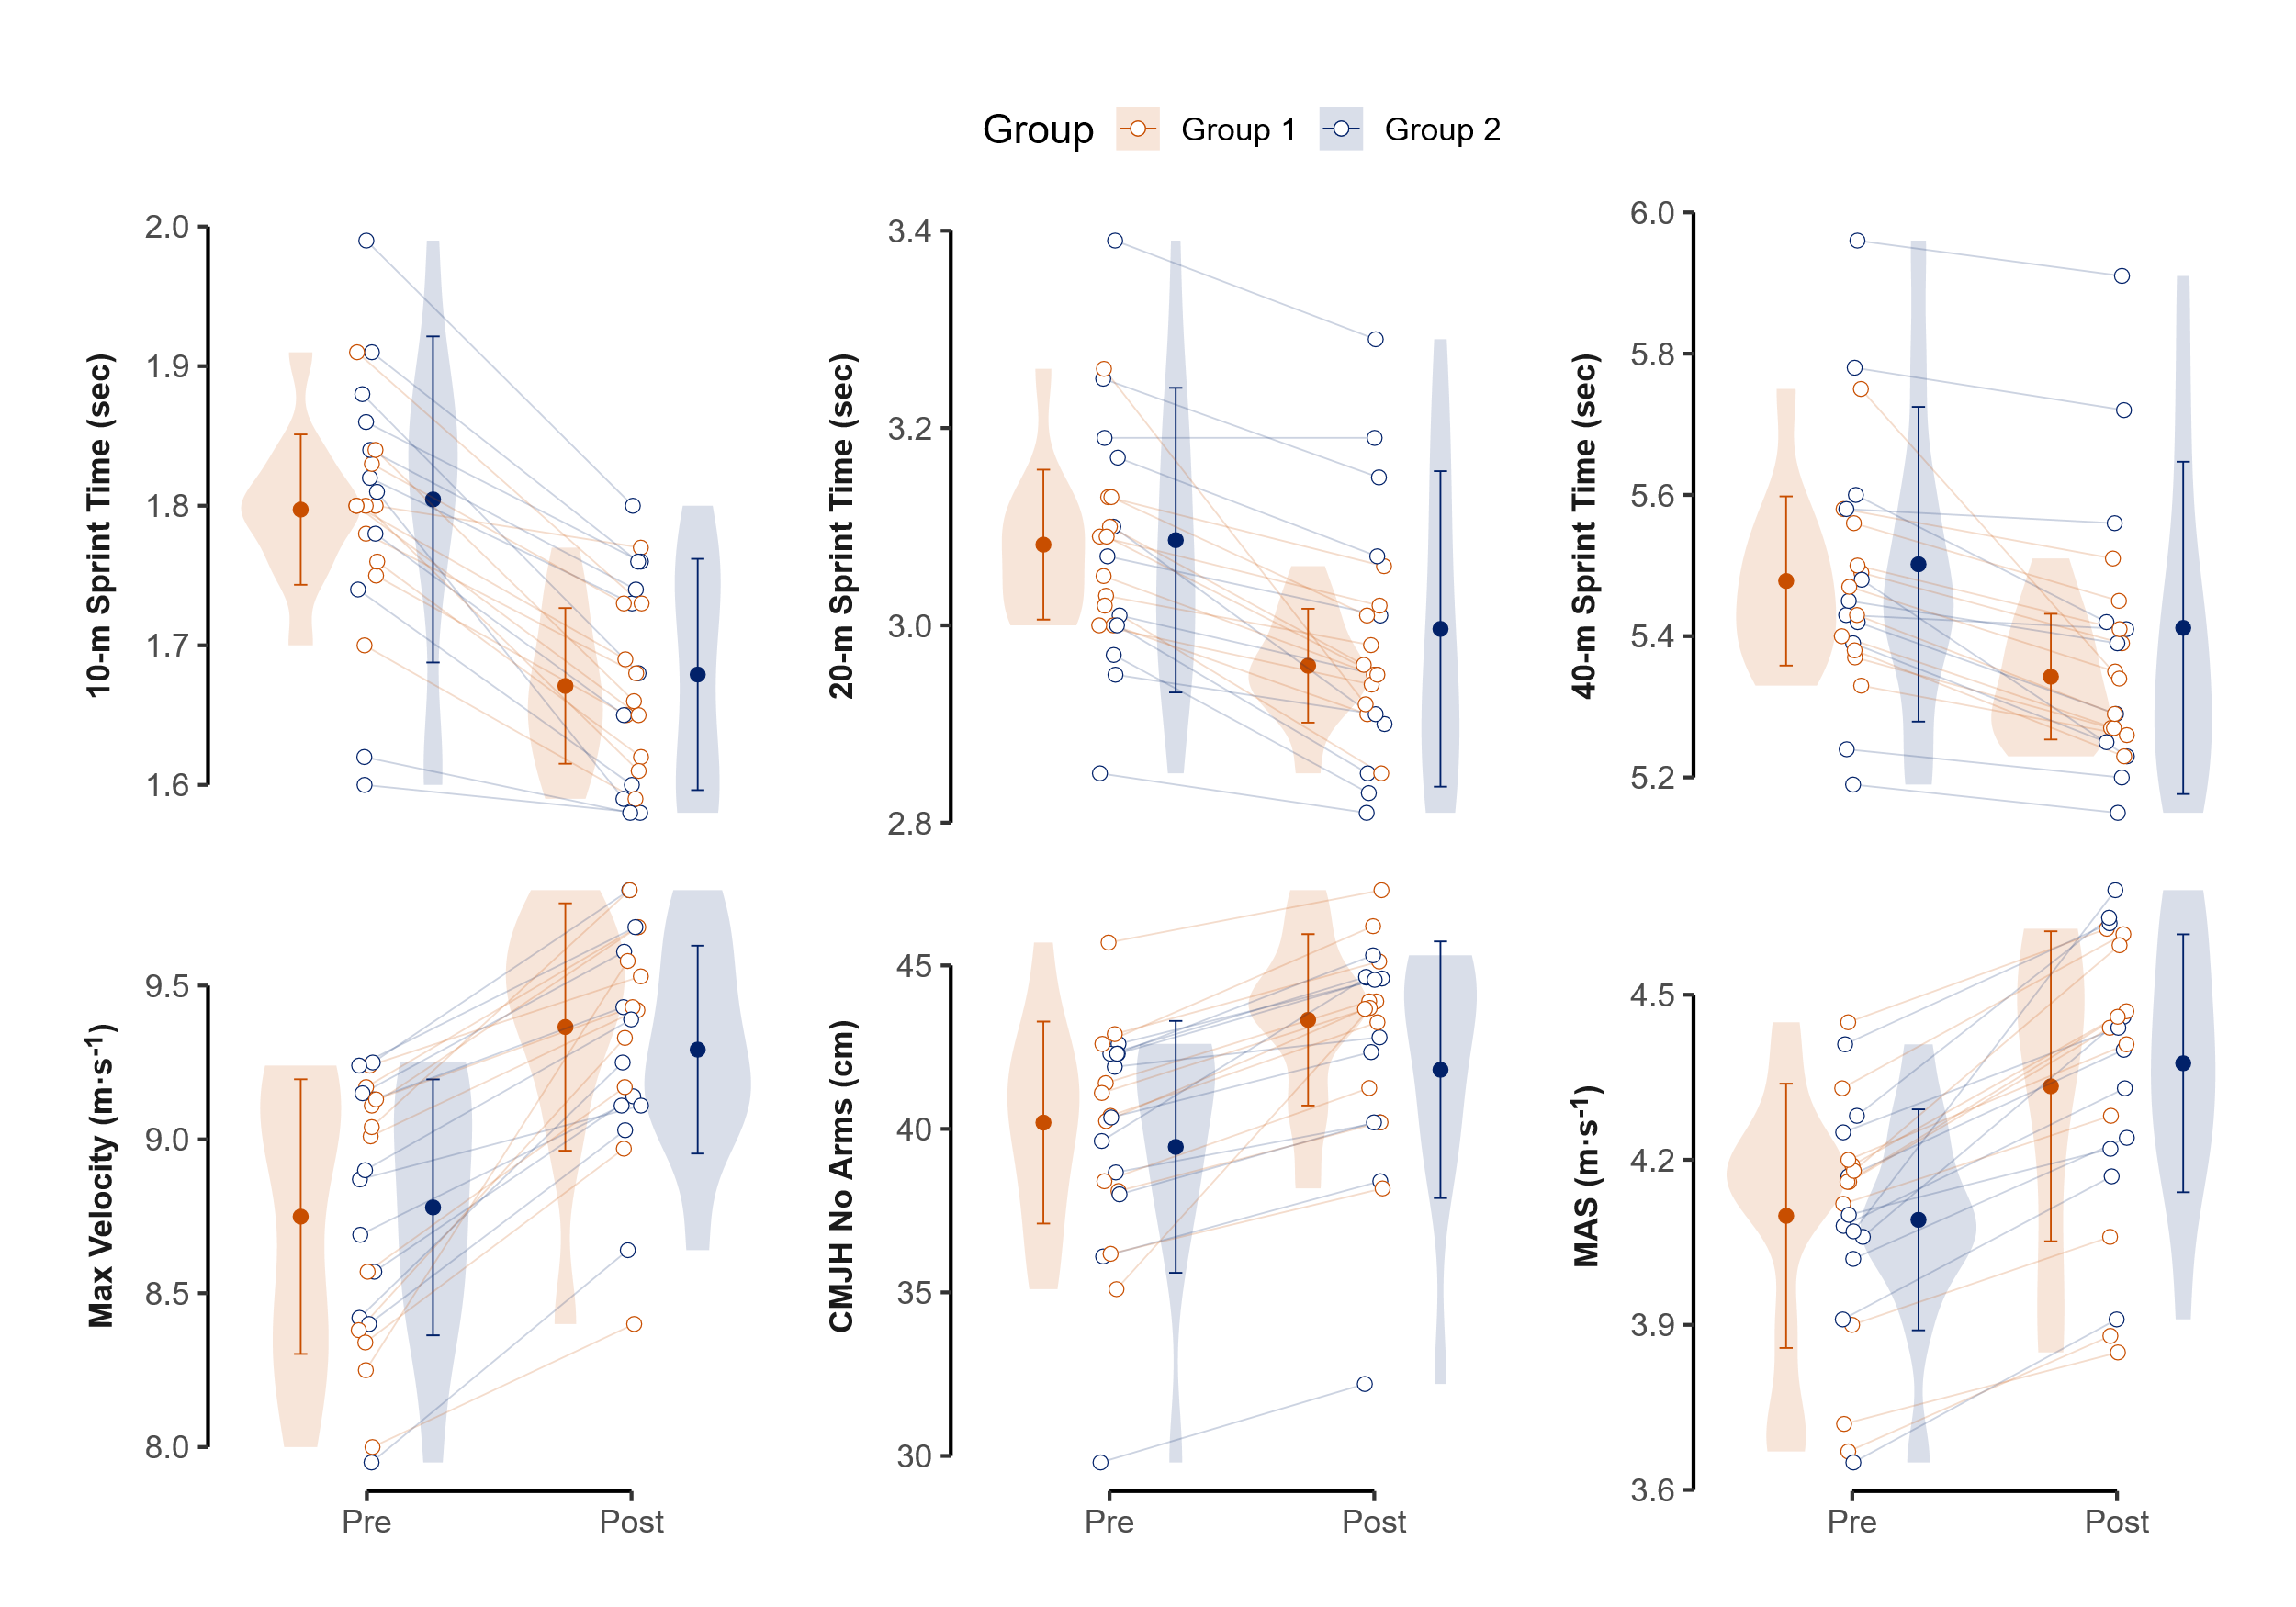 Group Group 1 Group 2
10-m Sprint Time (sec)
2.0
1.9
1.8
1.7
1.6
20-m Sprint Time (sec)
3.4
3.2
3.0
2.8
40-m Sprint Time (sec)
6.0
5.8
5.6
5.4
5.2
Max Velocity (m·s⁻¹)
9.5
9.0
8.5
8.0
Pre Post
CMJH No Arms (cm)
45
40
35
30
Pre Post
MAS (m·s⁻¹)
4.5
4.2
3.9
3.6
Pre Post